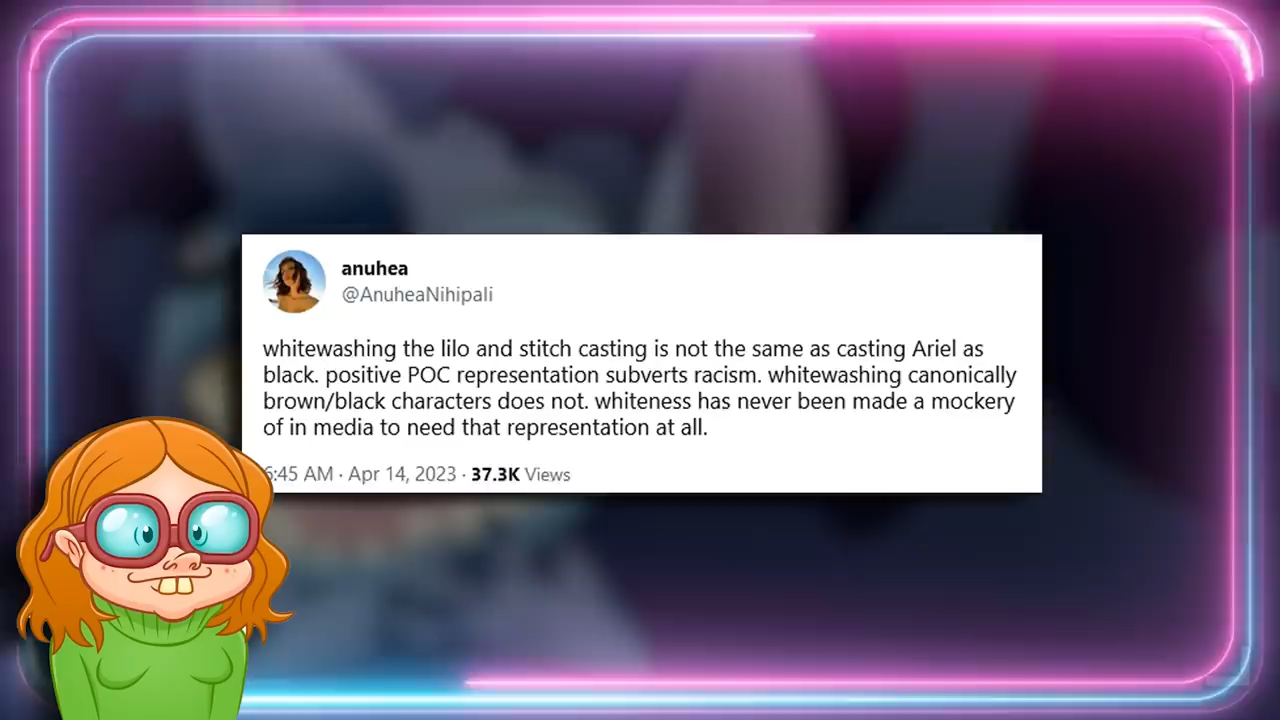 anuhea
@AnuheaNihipali
whitewashing the lilo and stitch casting is not the same as casting Ariel as
black. positive POC representation subverts racism. whitewashing canonically
brown/black characters does not. whiteness has never been made a mockery
of in media to need that representation at all.
:45 AM · Apr 14, 2023 · 37.3K Views